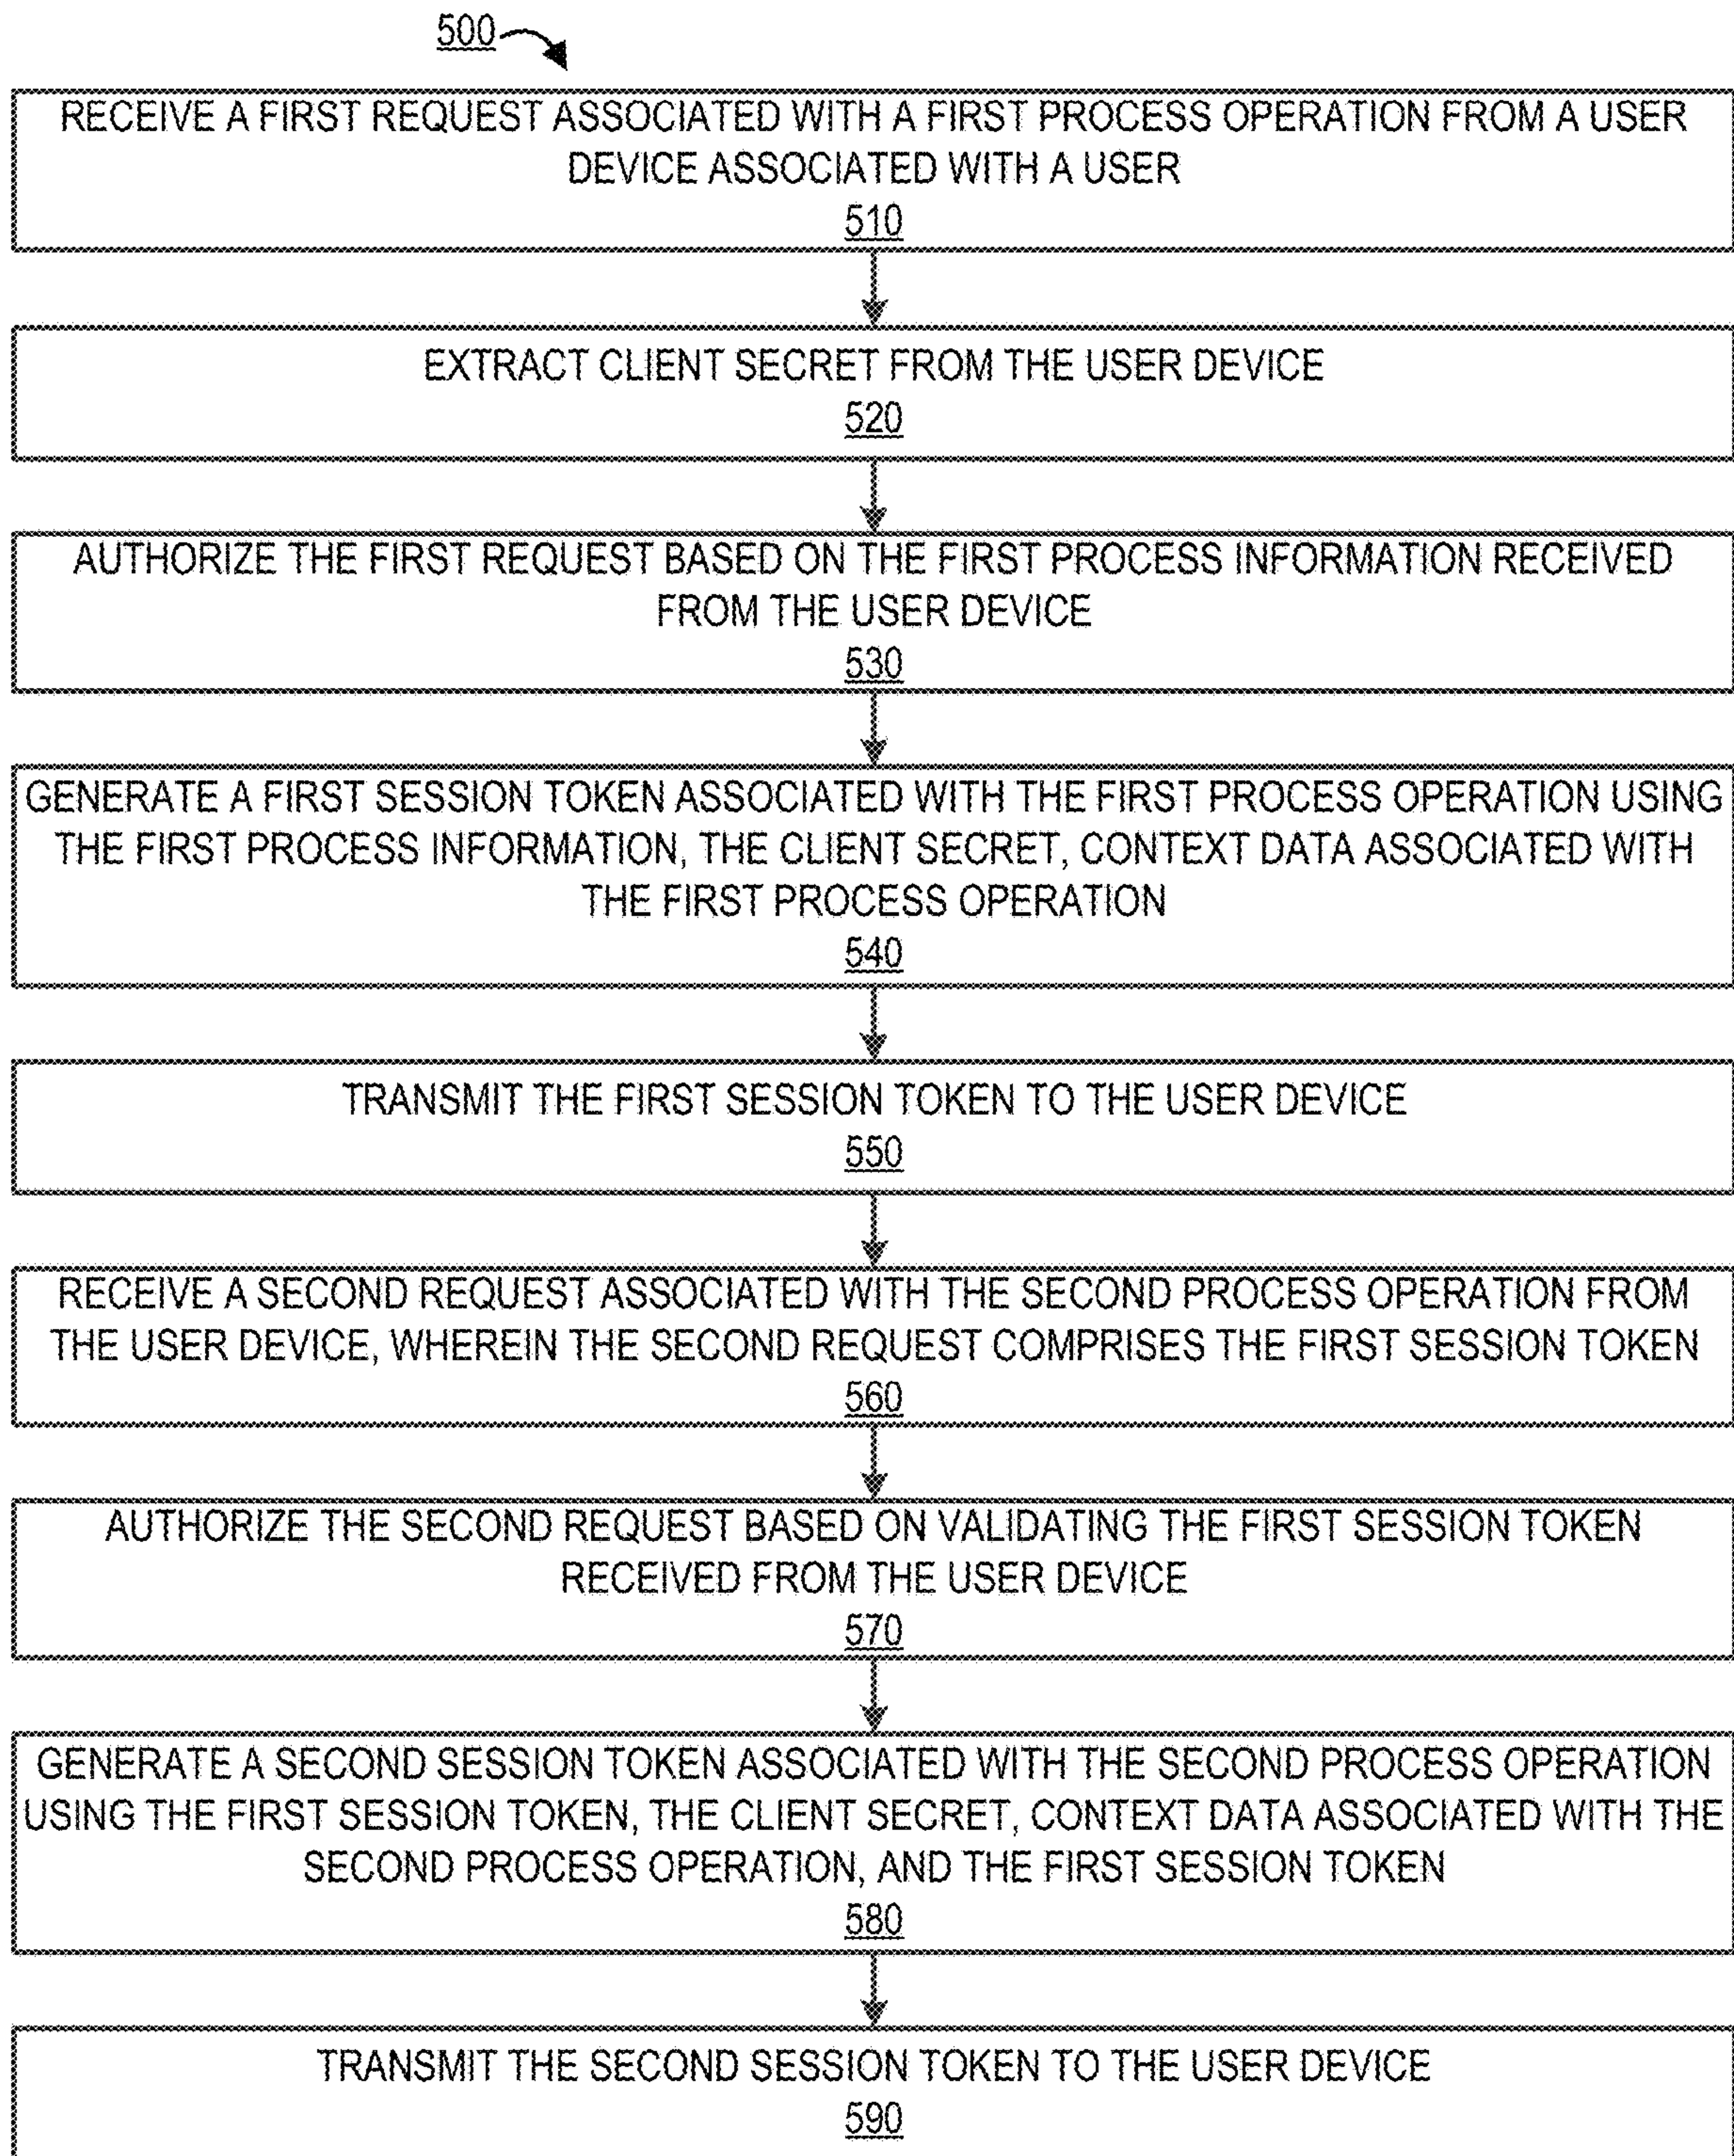 500
RECEIVE A FIRST REQUEST ASSOCIATED WITH A FIRST PROCESS OPERATION FROM A USER
DEVICE ASSOCIATED WITH A USER
510
EXTRACT CLIENT SECRET FROM THE USER DEVICE
520
AUTHORIZE THE FIRST REQUEST BASED ON THE FIRST PROCESS INFORMATION RECEIVED
FROM THE USER DEVICE
530
GENERATE A FIRST SESSION TOKEN ASSOCIATED WITH THE FIRST PROCESS OPERATION USING
THE FIRST PROCESS INFORMATION, THE CLIENT SECRET, CONTEXT DATA ASSOCIATED WITH
THE FIRST PROCESS OPERATION
540
TRANSMIT THE FIRST SESSION TOKEN TO THE USER DEVICE
550
RECEIVE A SECOND REQUEST ASSOCIATED WITH THE SECOND PROCESS OPERATION FROM
THE USER DEVICE, WHEREIN THE SECOND REQUEST COMPRISES THE FIRST SESSION TOKEN
560
AUTHORIZE THE SECOND REQUEST BASED ON VALIDATING THE FIRST SESSION TOKEN
RECEIVED FROM THE USER DEVICE
570
GENERATE A SECOND SESSION TOKEN ASSOCIATED WITH THE SECOND PROCESS OPERATION
USING THE FIRST SESSION TOKEN, THE CLIENT SECRET, CONTEXT DATA ASSOCIATED WITH THE
SECOND PROCESS OPERATION, AND THE FIRST SESSION TOKEN
580
TRANSMIT THE SECOND SESSION TOKEN TO THE USER DEVICE
590